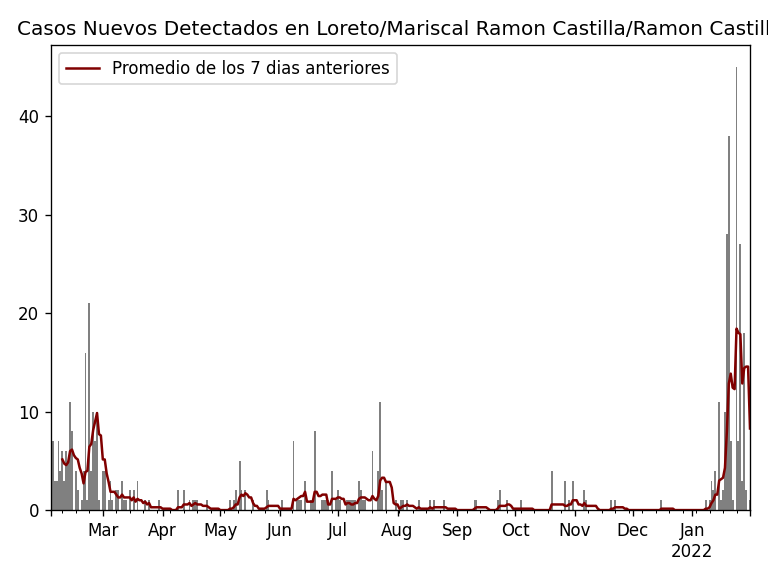 Casos Nuevos Detectados en Loreto/Mariscal Ramon Castilla/Ramon Castill
Promedio de los 7 dias anteriores
40
30
20
10
0
Mar Apr May Jun Jul Aug Sep Oct Nov Dec Jan
2022